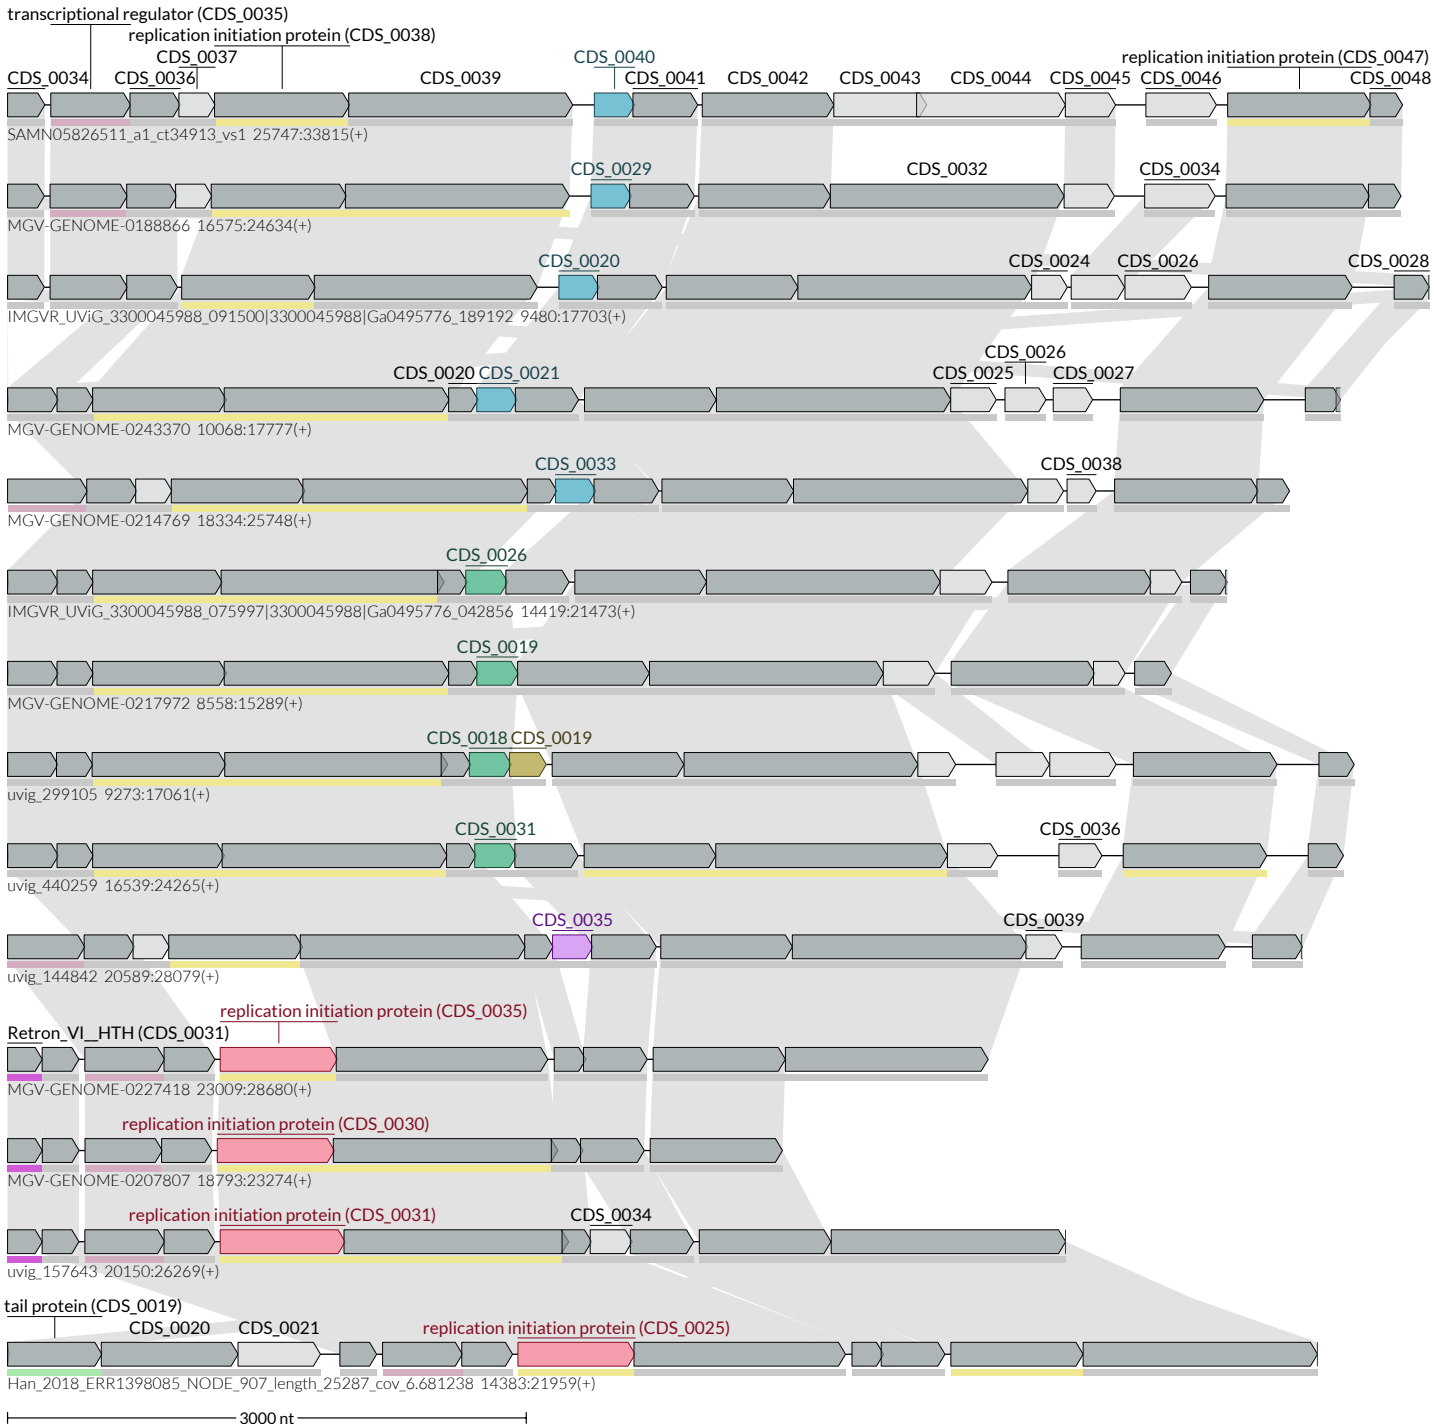 transcriptional regulator (CDS_0035)
replication initiation protein (CDS_0038)
CDS_0037 CDS_0040 replication initiation protein (CDS_0047)
CDS_0034 CDS_0036 CDS_0039 CDS_0041 CDS_0042 CDS_0043 CDS_0044 CDS_0045 CDS_0046 CDS_0048
SAMN05826511_a1_ct34913_vs1 25747:33815(+)
CDS_0029 CDS_0032 CDS_0034
MGV-GENOME-0188866 16575:24634(+)
CDS_0020 CDS_0024 CDS_0026 CDS_0028
IMGVR_UViG_3300045988_091500|3300045988|Ga0495776_189192 9480:17703(+)
CDS_0026
CDS_0020 CDS_0021 CDS_0025 CDS_0027
MGV-GENOME-0243370 10068:17777(+)
CDS_0033 CDS_0038
MGV-GENOME-0214769 18334:25748(+)
CDS_0026
IMGVR_UViG_3300045988_075997|3300045988|Ga0495776_042856 14419:21473(+)
CDS_0019
MGV-GENOME-0217972 8558:15289(+)
CDS_0018 CDS_0019
uvig_299105 9273:17061(+)
CDS_0031 CDS_0036
uvig_440259 16539:24265(+)
CDS_0035 CDS_0039
uvig_144842 20589:28079(+)
replication initiation protein (CDS_0035)
Retron_VI__HTH (CDS_0031)
MGV-GENOME-0227418 23009:28680(+)
replication initiation protein (CDS_0030)
MGV-GENOME-0207807 18793:23274(+)
replication initiation protein (CDS_0031) CDS_0034
uvig_157643 20150:26269(+)
tail protein (CDS_0019)
CDS_0020 CDS_0021 replication initiation protein (CDS_0025)
Han_2018_ERR1398085_NODE_907_length_25287_cov_6.681238 14383:21959(+)
3000 nt